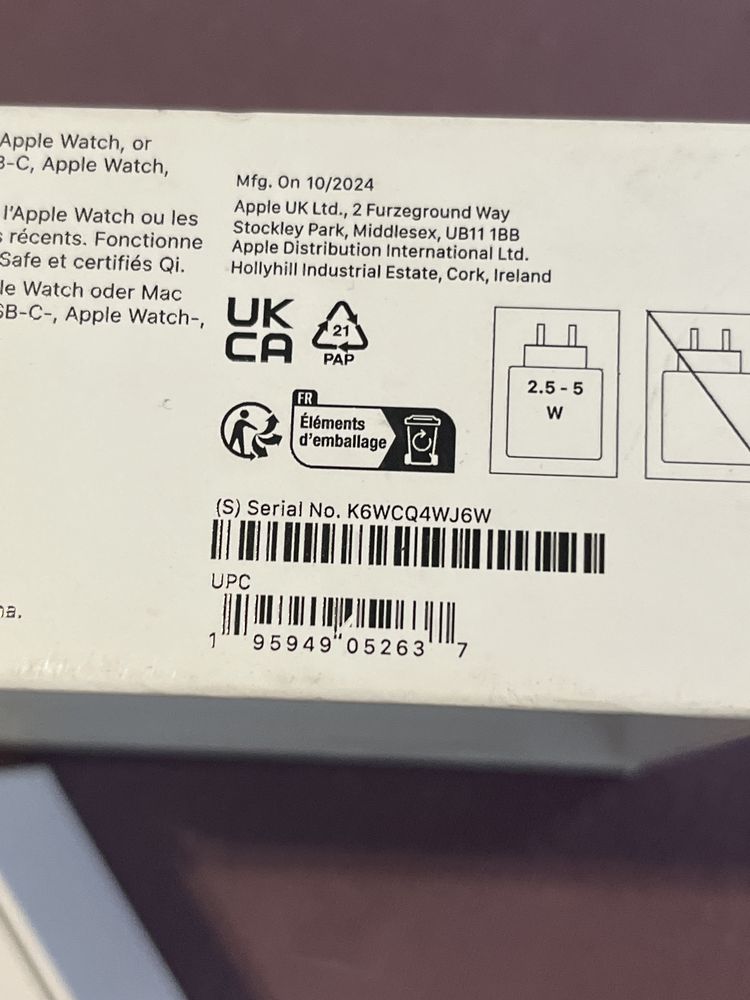 Apple Watch, or
B-C, Apple Watch,
l'Apple Watch ou les
récents. Fonctionne
Safe et certifiés Qi.
le Watch oder Mac
SB-C-, Apple Watch-,
Mfg. On 10/2024
Apple UK Ltd., 2 Furzeground Way
Stockley Park, Middlesex, UB11 1BB
Apple Distribution International Ltd.
Hollyhill Industrial Estate, Cork, Ireland
UK
CA
21
PAP
FR
Éléments
d'emballage
2.5 - 5
W
(S) Serial No. K6WCQ4WJ6W
UPC
1 95949 05263 7